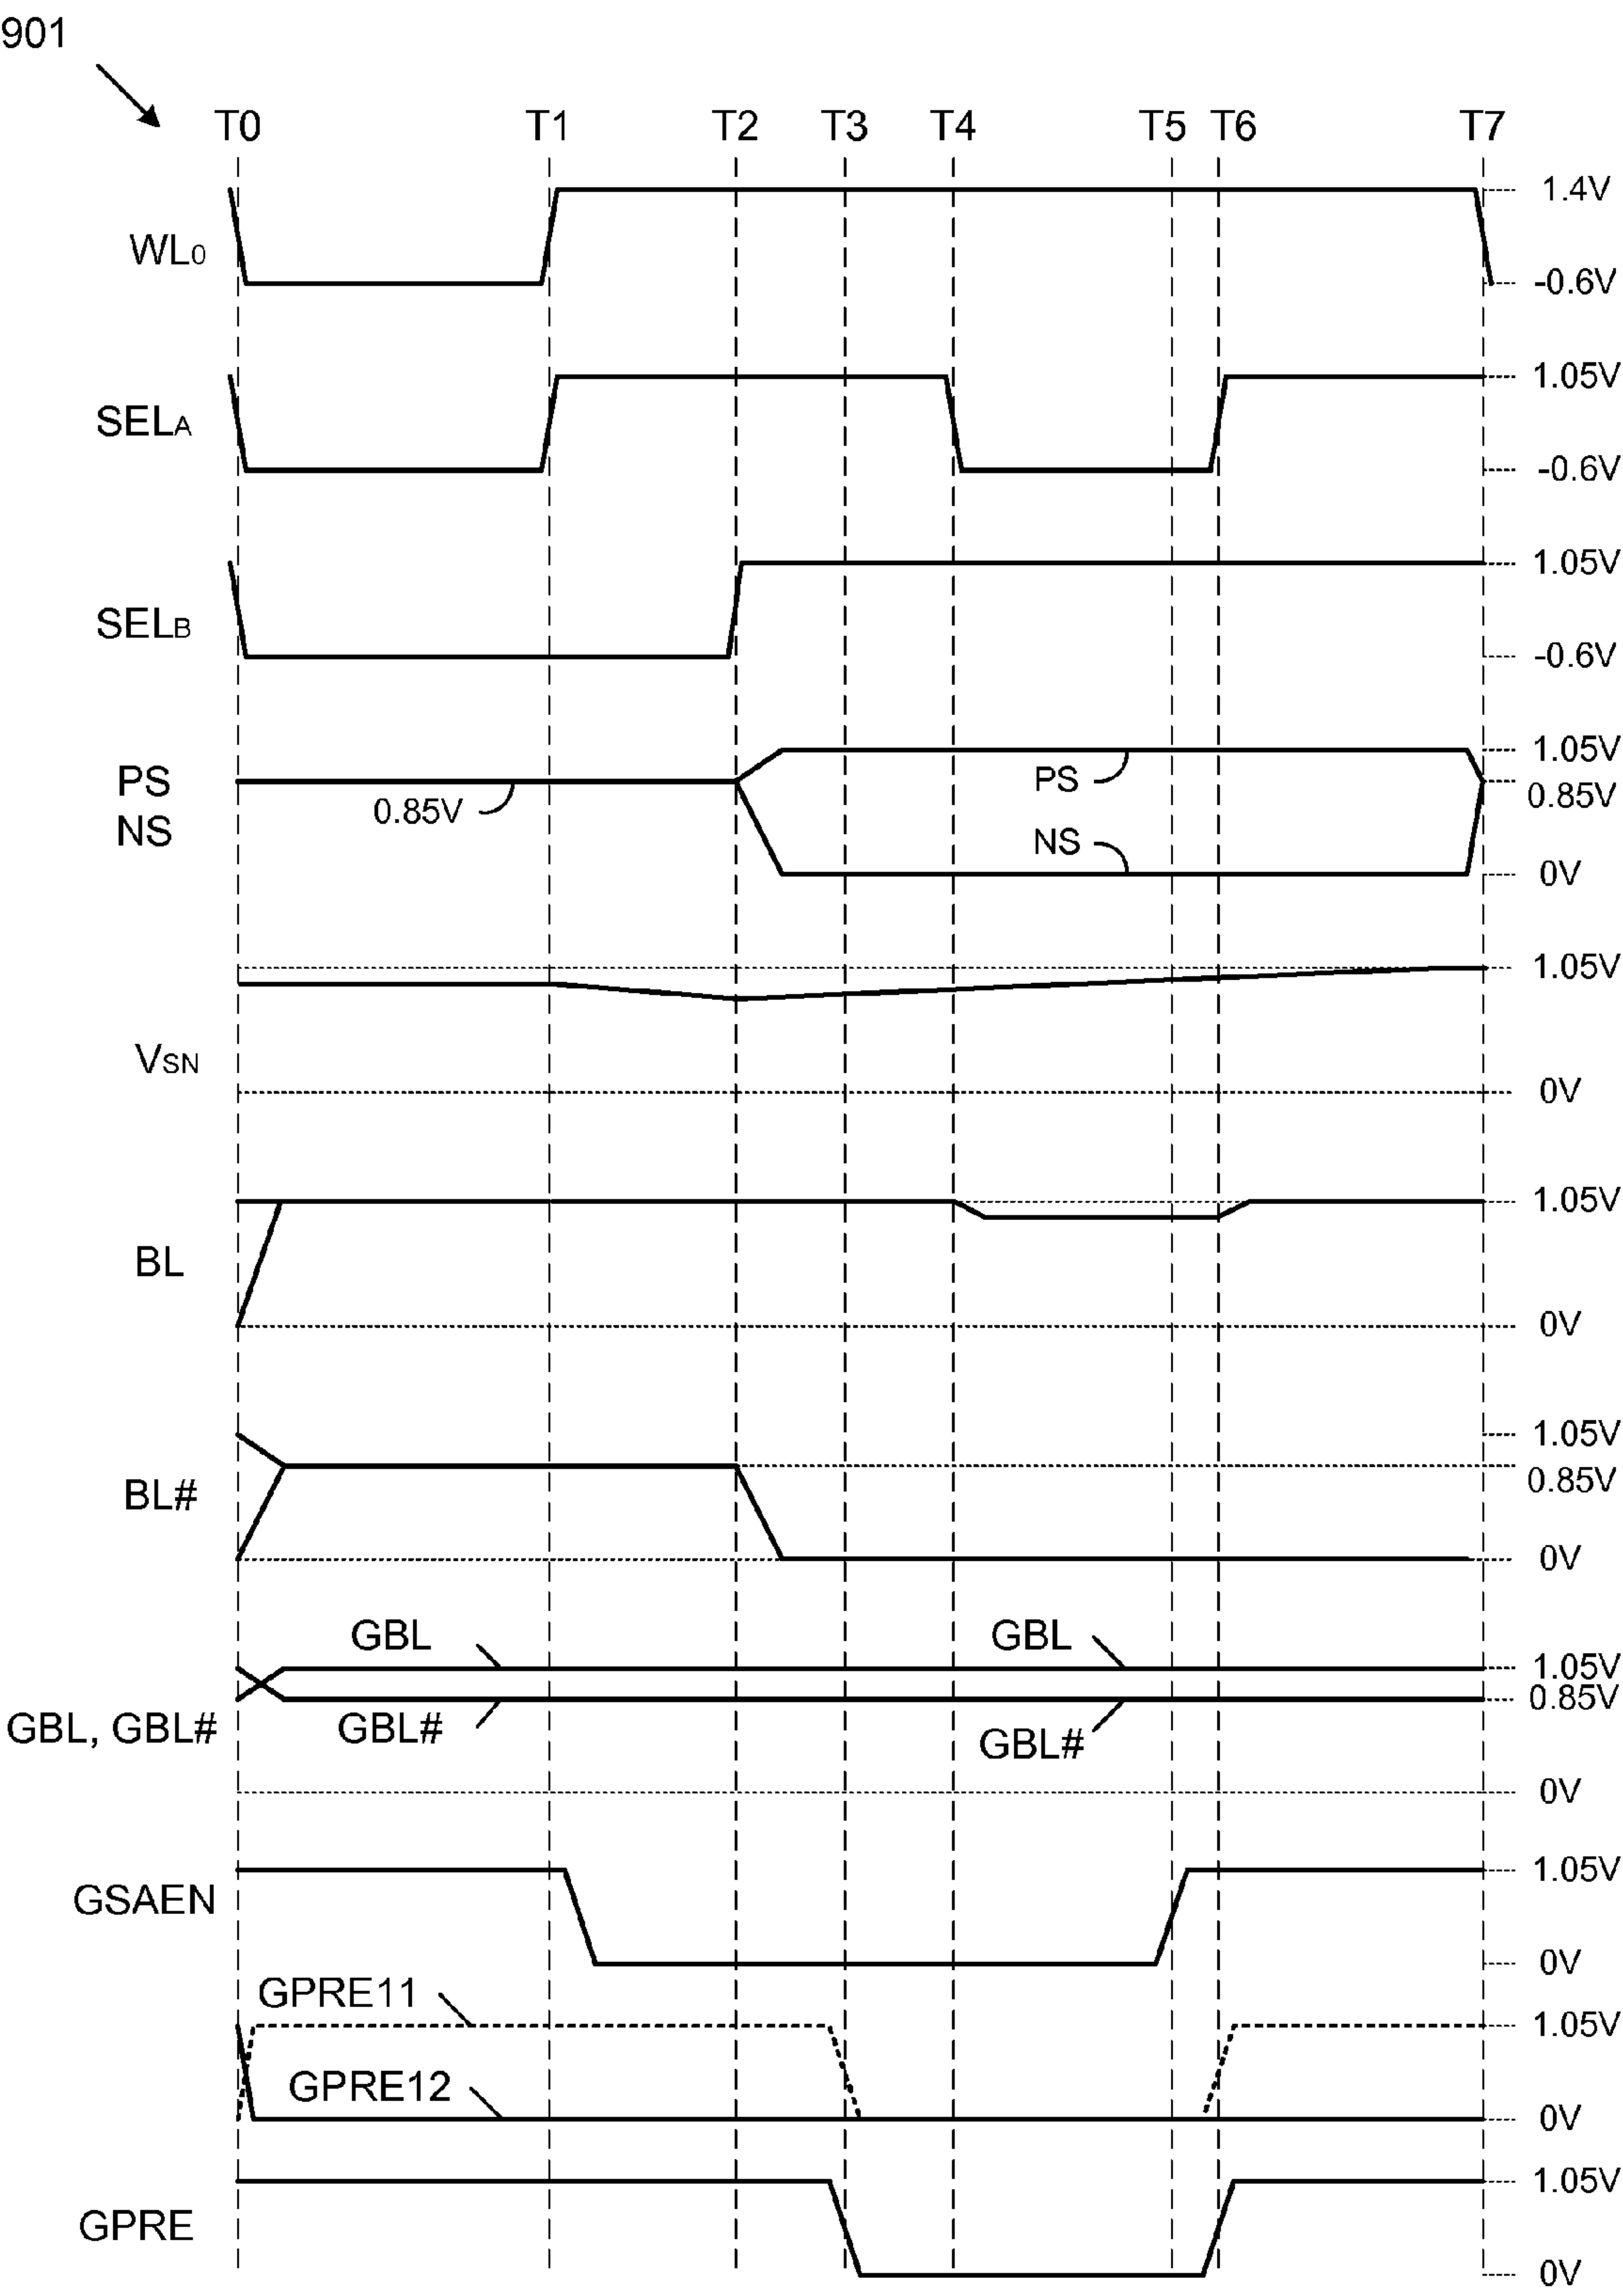 901
T0 T1 T2 T3 T4 T5 T6 T7
1.4V
WL0
-0.6V
1.05V
SELA
-0.6V
1.05V
SELB
-0.6V
1.05V
PS PS
0.85V 0.85V
NS NS
0V
1.05V
VSN
0V
1.05V
BL
0V
1.05V
BL# 0.85V
0V
GBL GBL
1.05V
0.85V
GBL, GBL# GBL# GBL#
0V
1.05V
GSAEN
0V
GPRE11
1.05V
GPRE12
0V
1.05V
GPRE
0V